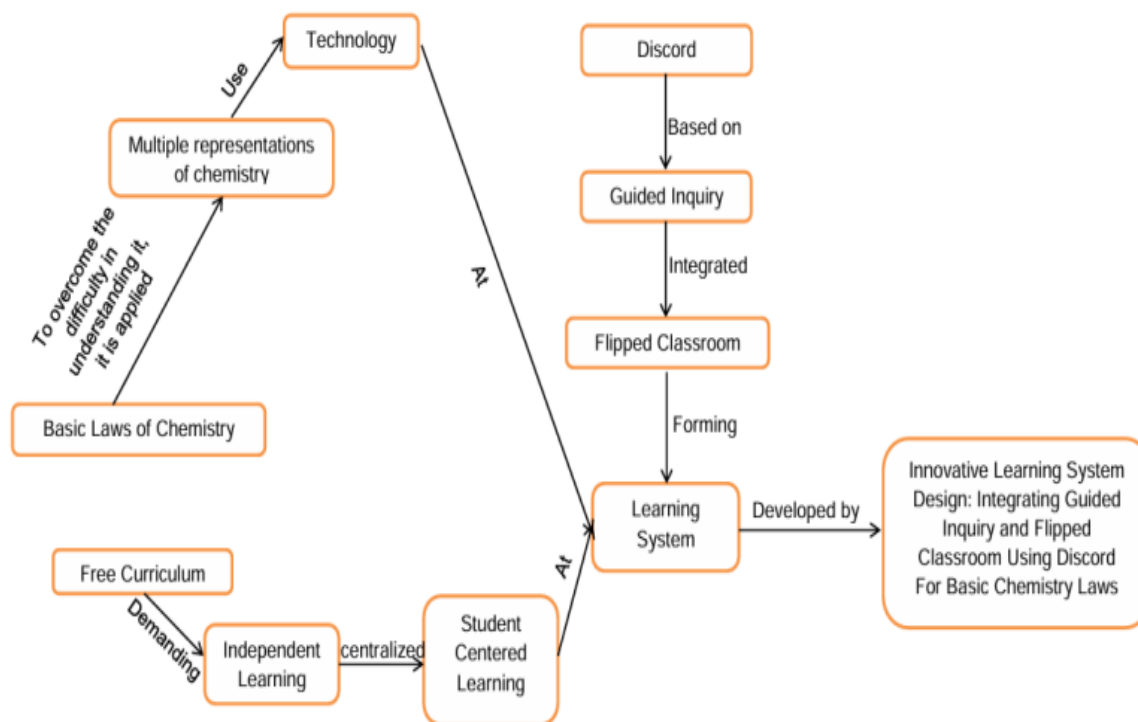 Technology
Use
Multiple representations
of chemistry
To overcome the
difficulty in
understanding it,
it is applied
Basic Laws of Chemistry
At
Discord
Based on
Guided Inquiry
Integrated
Flipped Classroom
Forming
Learning
System
Developed by
Innovative Learning System
Design: Integrating Guided
Inquiry and Flipped
Classroom Using Discord
For Basic Chemistry Laws
Free Curriculum
Demanding
Independent
Learning
centralized
Student
Centered
Learning
At